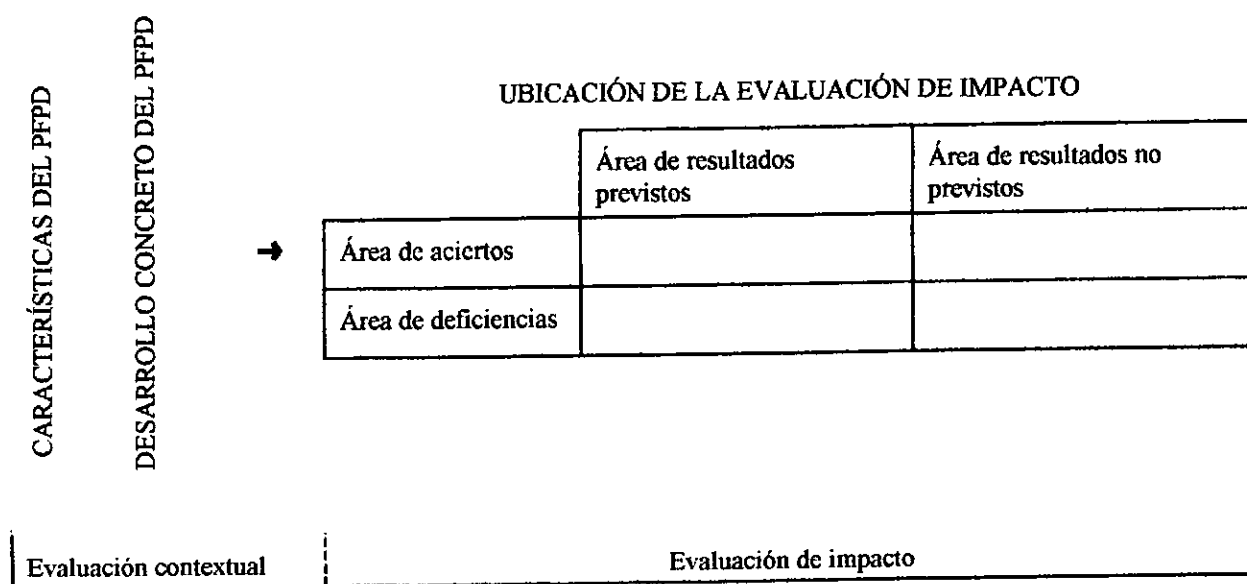 CARACTERÍSTICAS DEL PFPD
DESARROLLO CONCRETO DEL PFPD
UBICACIÓN DE LA EVALUACIÓN DE IMPACTO
Área de resultados
previstos
Área de resultados no
previstos
➔
Área de aciertos
Área de deficiencias
Evaluación contextual
Evaluación de impacto